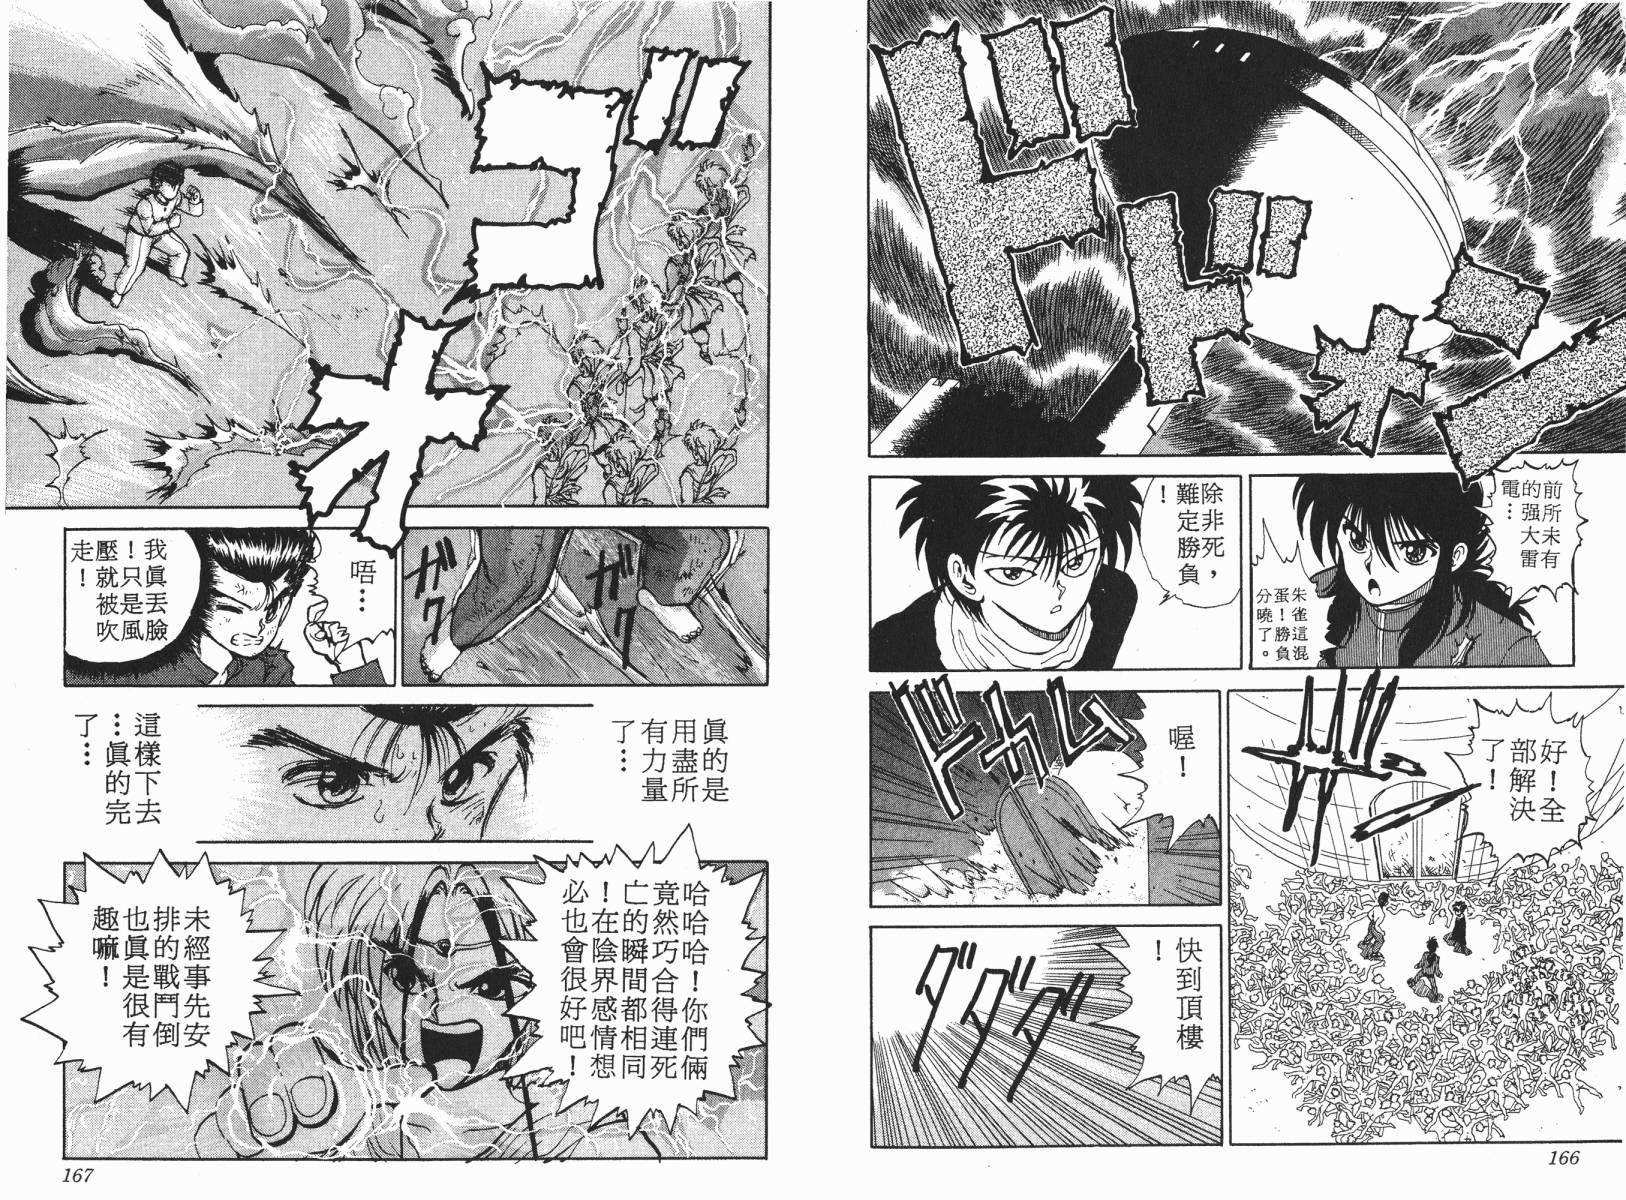 ドドオン
前所未有
的强大雷
電…
朱雀這混
蛋！勝負
分曉了。
除非死，
難定勝負
！
好！全
部解決
了！
喔！
ドカム
快到頂樓
！
ダダダ
166
ゴオ
ガク
ガク
唔…
我眞丟臉
！只是風
壓就被吹
走！
眞的是
用盡所
有力量
了…
這樣下去
…眞的完
了…
哈哈哈！你們倆
竟然巧合得連死
亡的瞬間都相同
！在陰界感情想
必也會很好吧！
未經事先安
排的戰鬥倒
也眞是很有
趣嘛！
167